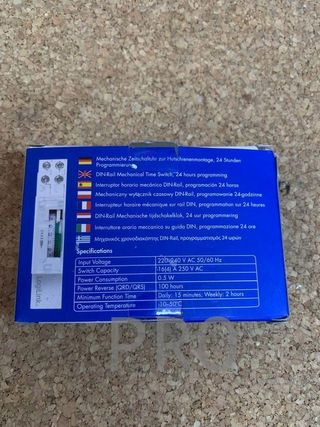 Mechanische Zeitschaltuhr zur Hutschienenmontage, 24 Stunden
Programmierung
DIN-Rail Mechanical Time Switch, 24 hours programming
Interruptor horario mecánico DIN-Rail, programación 24 horas
Mechaniczny wyłącznik czasowy DIN-Rail, programowanie 24-godzinne
Interrupteur horaire mécanique sur rail DIN, programmation sur 24 heures
DIN-Rail Mechanische tijdschakelklok, 24 uur programmering
Interruttore orario meccanico su guida DIN, programmazione 24 ore
Μηχανικός χρονοδιακόπτης DIN-Rail, προγραμματισμός 24 ωρών
Specifications
Input Voltage 220-240 V AC 50/60 Hz
Switch Capacity 16(4) A 250 V AC
Power Consumption 0.5 W
Power Reverse (QRD/QRS) 100 hours
Minimum Function Time Daily: 15 minutes; Weekly: 2 hours
Operating Temperature -10~50°C
PRQ